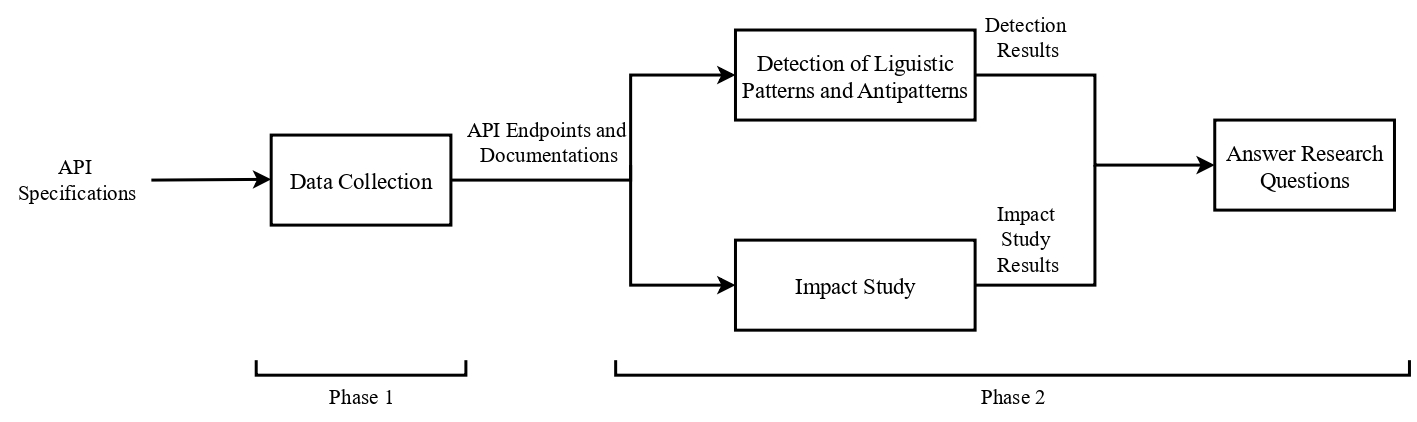 API
Specifications
Data Collection
API Endpoints and
Documentations
Detection of Liguistic
Patterns and Antipatterns
Detection
Results
Impact Study
Impact
Study
Results
Answer Research
Questions
Phase 1
Phase 2